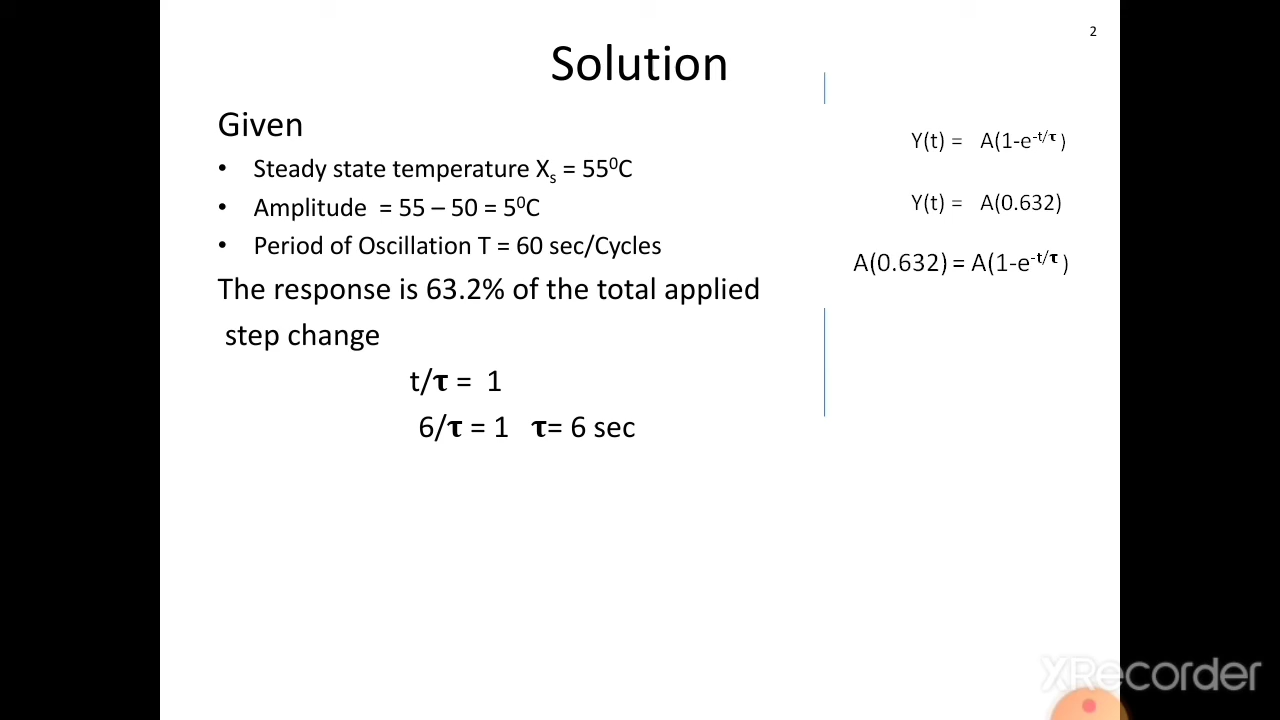 2
Solution
Given
• Steady state temperature Xₛ = 55⁰C
• Amplitude = 55 – 50 = 5⁰C
• Period of Oscillation T = 60 sec/Cycles
The response is 63.2% of the total applied
step change
t/τ = 1
6/τ = 1 τ= 6 sec
Y(t) = A(1-e^-t/τ )
Y(t) = A(0.632)
A(0.632) = A(1-e^-t/τ )
XRecorder